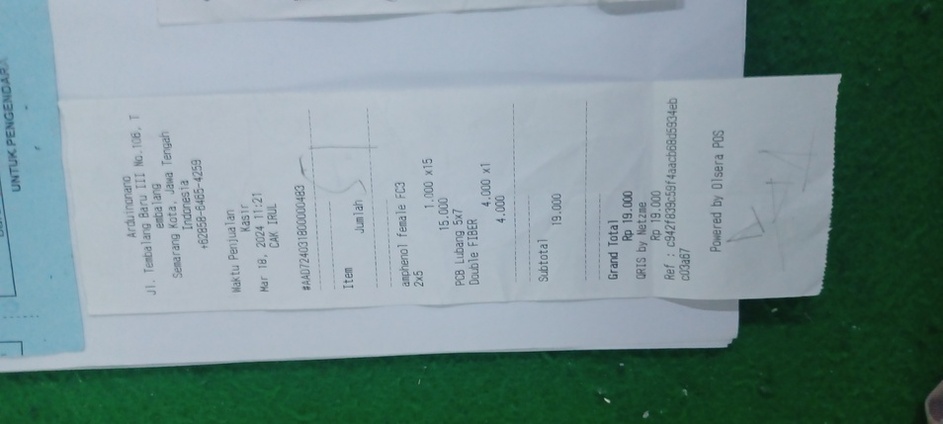 UNTUK PENGENDARA
Arduinonano
Jl. Tembalang Baru III No.108, T
embalang
Semarang Kota, Jawa Tengah
Indonesia
+62858-6465-4259
Waktu Penjualan
Kasir
Mar 18, 2024 11:21
CAK IRUL
#AAD7240318000000483
Item Jumlah
amphenol female FC3
2x5 1.000 x15
15.000
PCB Lubang 5x7
Double FIBER 4.000 x1
4.000
Subtotal 19.000
Grand Total
Rp 19.000
QRIS by Netzme
Rp 19.000
Ref : c942f839c59f4aacb68d5934eb
c03a67
Powered by Olsera POS